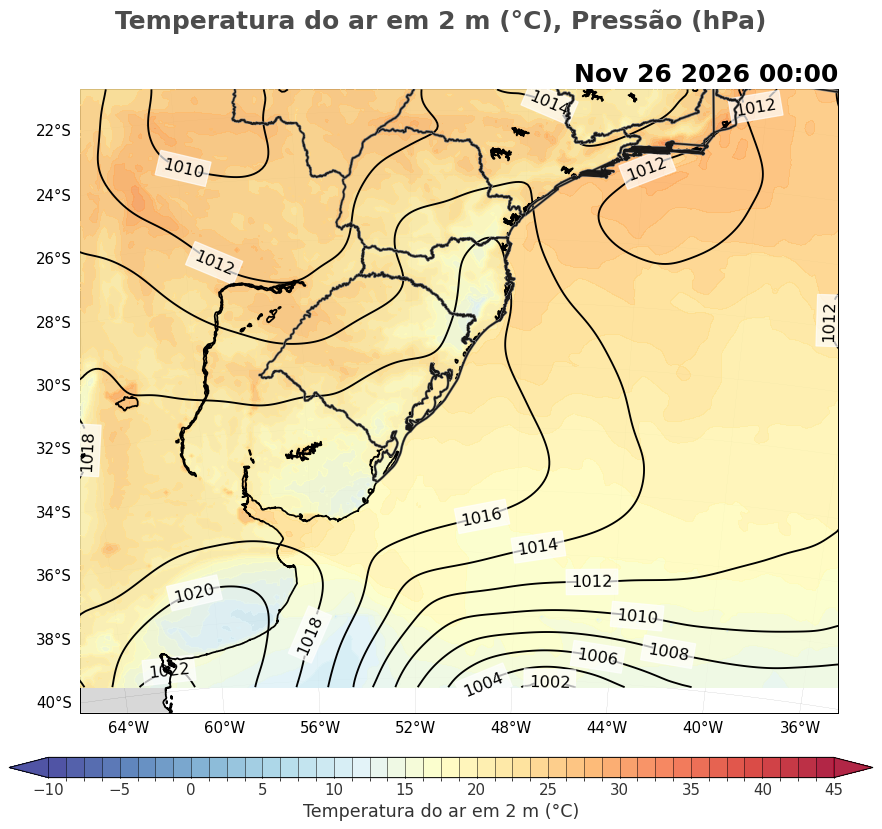 Temperatura do ar em 2 m (°C), Pressão (hPa)
Nov 26 2026 00:00
1014
1012
22°S
1010
1012
24°S
1012
26°S
28°S
1012
30°S
32°S
1018
34°S
1016
1014
36°S
1012
1020
1010
1018
38°S
1008
1006
1022
1004
1002
40°S
64°W 60°W 56°W 52°W 48°W 44°W 40°W 36°W
−10 −5 0 5 10 15 20 25 30 35 40 45
Temperatura do ar em 2 m (°C)